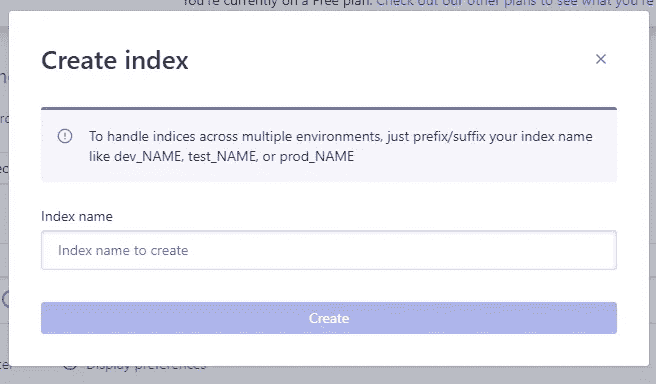 You're currently on a Free plan. Check out our other plans to see what you're
Create index
To handle indices across multiple environments, just prefix/suffix your index name
like dev_NAME, test_NAME, or prod_NAME
Index name
Index name to create
Create
Display preferences